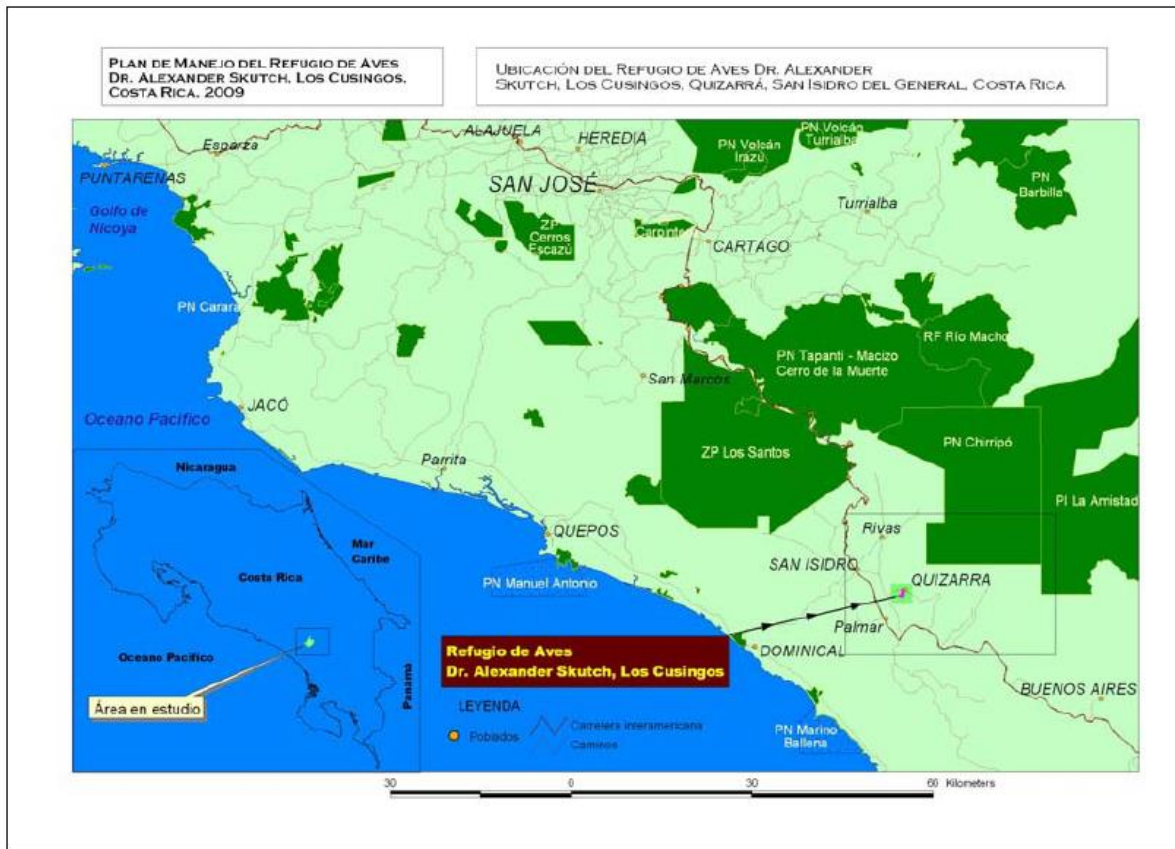 PLAN DE MANEJO DEL REFUGIO DE AVES
DR. ALEXANDER SKUTCH, LOS CUSINGOS,
COSTA RICA, 2009
UBICACIÓN DEL REFUGIO DE AVES DR. ALEXANDER
SKUTCH, LOS CUSINGOS, QUIZARRÁ, SAN ISIDRO DEL GENERAL, COSTA RICA
Esparza
ALAJUELA
HEREDIA
PN Volcán
Irazú
PN Volcán
Turrialba
PN
Barbilla
PUNTARENAS
SAN JOSÉ
Golfo de
Nicoya
ZP
Cerros
Escazú
Carpinte
Turrialba
CARTAGO
PN Carara
RF Río Macho
PN Tapantí - Macizo
Cerro de la Muerte
San Marcos
JACÓ
Oceano Pacífico
PN Chirripó
ZP Los Santos
Parrita
PI La Amistad
Nicaragua
Mar
Caribe
Costa Rica
Oceano Pacífico
Panamá
Área en estudio
QUEPOS
PN Manuel Antonio
Rivas
SAN ISIDRO
QUIZARRA
Palmar
DOMINICAL
BUENOS AIRES
Refugio de Aves
Dr. Alexander Skutch, Los Cusingos
LEYENDA
Poblados
Carretera interamericana
Caminos
PN Marino
Ballena
30 0 30 60 Kilometers